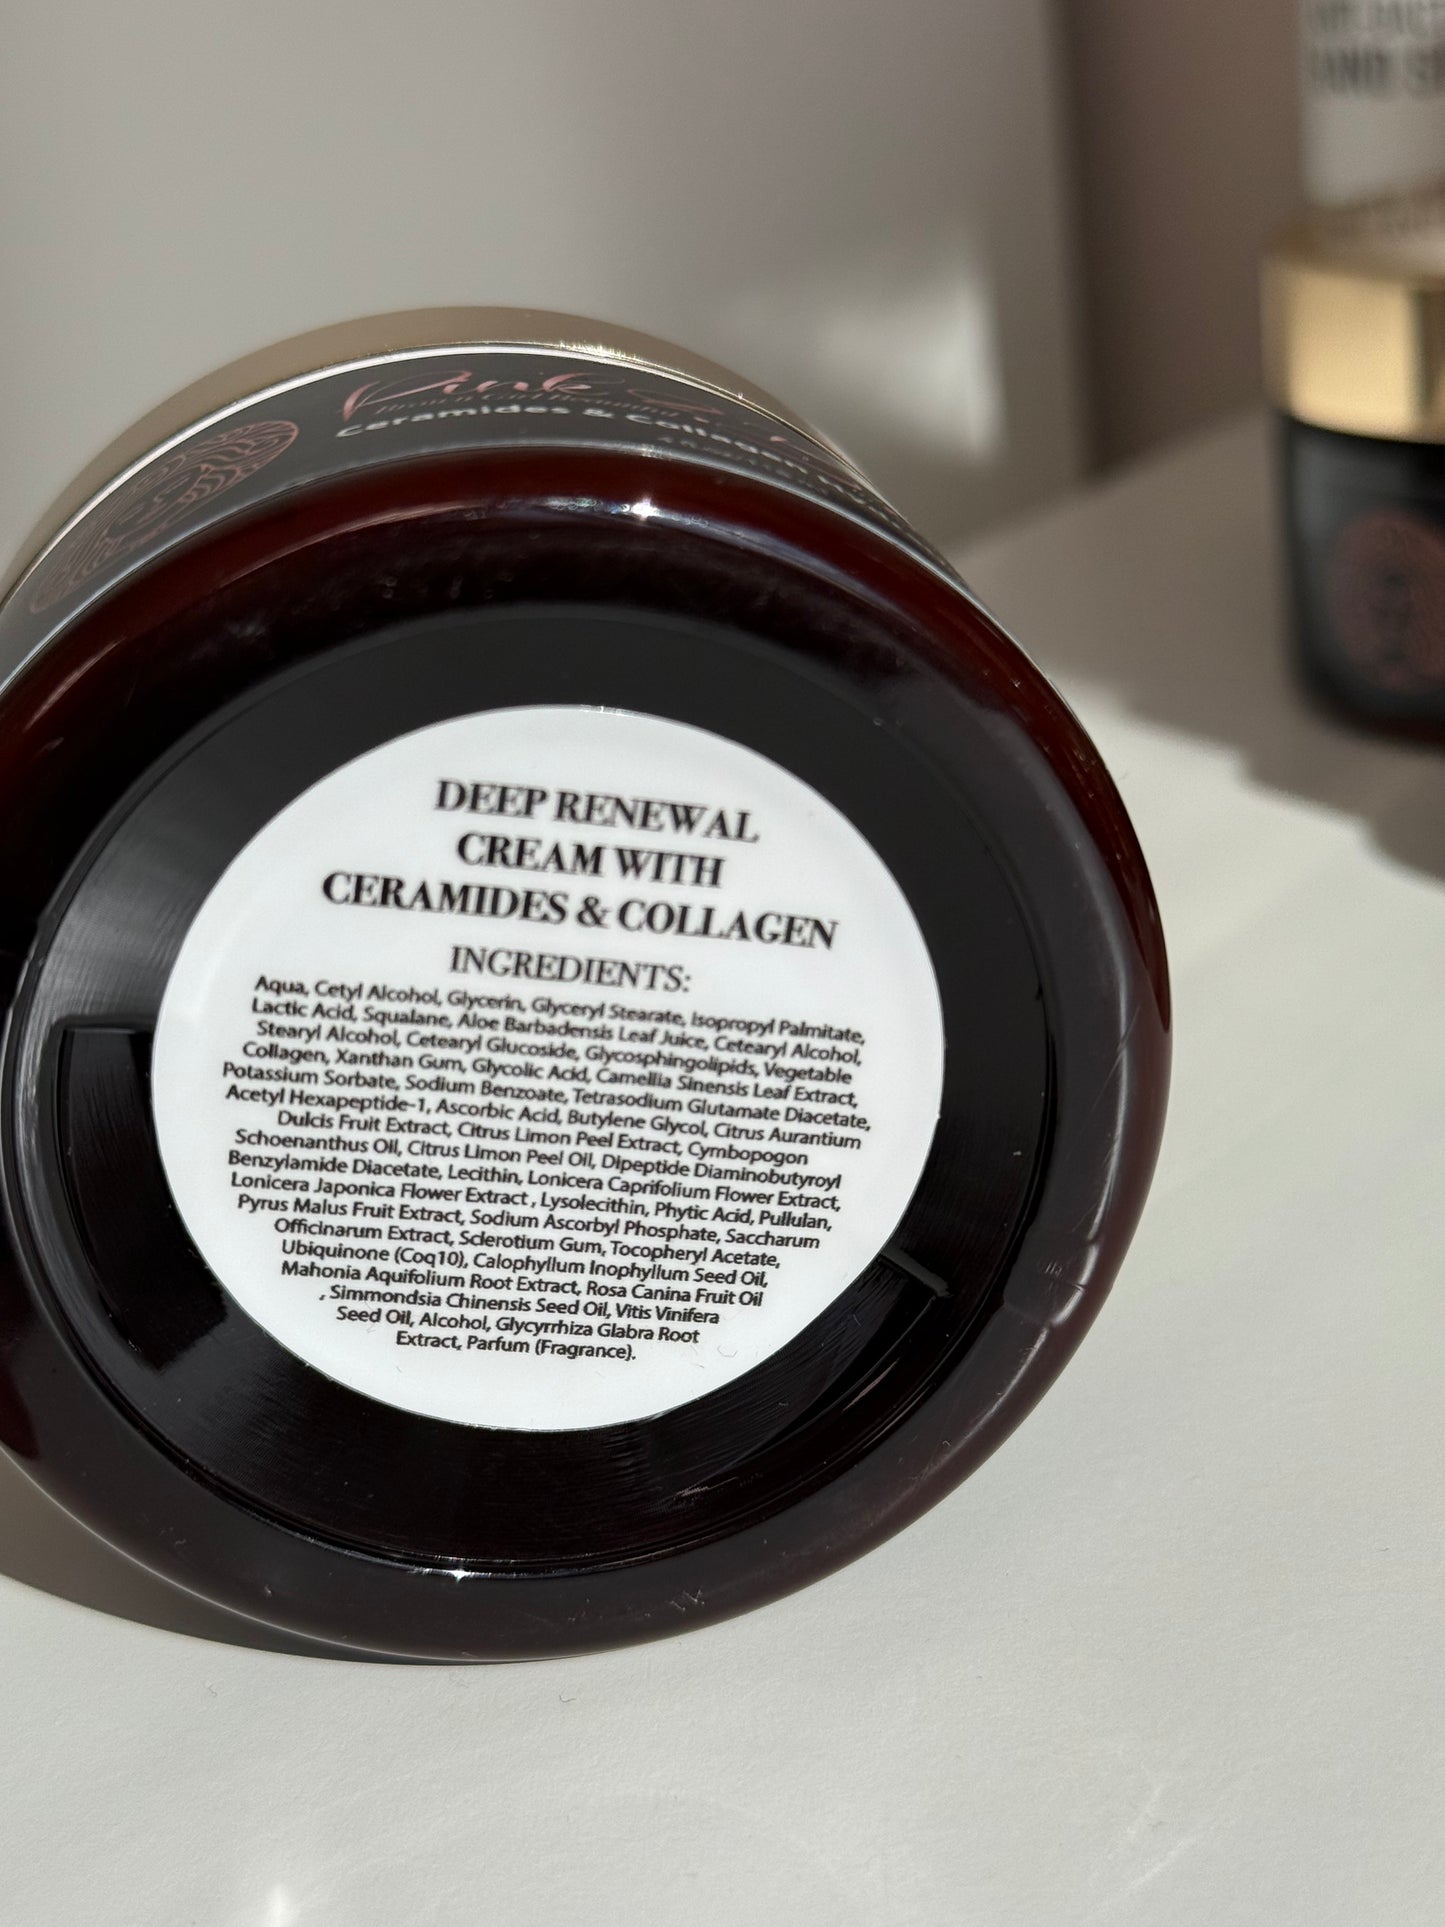 Pink
Ceramides & Collagen
DEEP RENEWAL
CREAM WITH
CERAMIDES & COLLAGEN
INGREDIENTS:
Aqua, Cetyl Alcohol, Glycerin, Glyceryl Stearate, Isopropyl Palmitate,
Lactic Acid, Squalane, Aloe Barbadensis Leaf Juice, Cetearyl Alcohol,
Stearyl Alcohol, Cetearyl Glucoside, Glycosphingolipids, Vegetable
Collagen, Xanthan Gum, Glycolic Acid, Camellia Sinensis Leaf Extract,
Potassium Sorbate, Sodium Benzoate, Tetrasodium Glutamate Diacetate,
Acetyl Hexapeptide-1, Ascorbic Acid, Butylene Glycol, Citrus Aurantium
Dulcis Fruit Extract, Citrus Limon Peel Extract, Cymbopogon
Schoenanthus Oil, Citrus Limon Peel Oil, Dipeptide Diaminobutyroyl
Benzylamide Diacetate, Lecithin, Lonicera Caprifolium Flower Extract,
Lonicera Japonica Flower Extract , Lysolecithin, Phytic Acid, Pullulan,
Pyrus Malus Fruit Extract, Sodium Ascorbyl Phosphate, Saccharum
Officinarum Extract, Sclerotium Gum, Tocopheryl Acetate,
Ubiquinone (Coq10), Calophyllum Inophyllum Seed Oil,
Mahonia Aquifolium Root Extract, Rosa Canina Fruit Oil
, Simmondsia Chinensis Seed Oil, Vitis Vinifera
Seed Oil, Alcohol, Glycyrrhiza Glabra Root
Extract, Parfum (Fragrance).